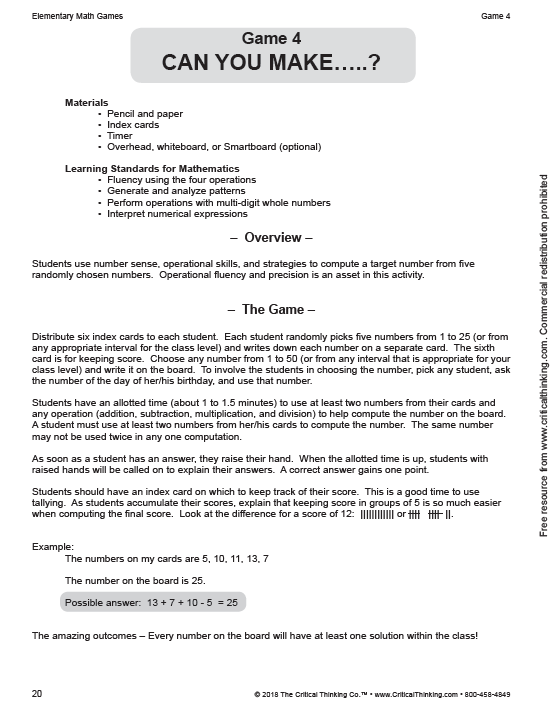 Elementary Math Games
Game 4
Game 4
CAN YOU MAKE…..?
Materials
• Pencil and paper
• Index cards
• Timer
• Overhead, whiteboard, or Smartboard (optional)
Learning Standards for Mathematics
• Fluency using the four operations
• Generate and analyze patterns
• Perform operations with multi-digit whole numbers
• Interpret numerical expressions
– Overview –
Students use number sense, operational skills, and strategies to compute a target number from five
randomly chosen numbers. Operational fluency and precision is an asset in this activity.
– The Game –
Distribute six index cards to each student. Each student randomly picks five numbers from 1 to 25 (or from
any appropriate interval for the class level) and writes down each number on a separate card. The sixth
card is for keeping score. Choose any number from 1 to 50 (or from any interval that is appropriate for your
class level) and write it on the board. To involve the students in choosing the number, pick any student, ask
the number of the day of her/his birthday, and use that number.
Students have an allotted time (about 1 to 1.5 minutes) to use at least two numbers from their cards and
any operation (addition, subtraction, multiplication, and division) to help compute the number on the board.
A student must use at least two numbers from her/his cards to compute the number. The same number
may not be used twice in any one computation.
As soon as a student has an answer, they raise their hand. When the allotted time is up, students with
raised hands will be called on to explain their answers. A correct answer gains one point.
Students should have an index card on which to keep track of their score. This is a good time to use
tallying. As students accumulate their scores, explain that keeping score in groups of 5 is so much easier
when computing the final score. Look at the difference for a score of 12: |||||||||||| or 卌 卌 ||.
Example:
The numbers on my cards are 5, 10, 11, 13, 7
The number on the board is 25.
Possible answer: 13 + 7 + 10 - 5 = 25
The amazing outcomes – Every number on the board will have at least one solution within the class!
20
© 2018 The Critical Thinking Co.™ • www.CriticalThinking.com • 800-458-4849
Free resource from www.criticalthinking.com. Commercial redistribution prohibited